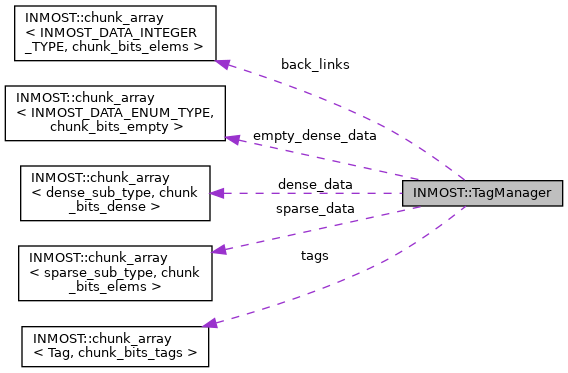 INMOST::chunk_array
< INMOST_DATA_INTEGER
_TYPE, chunk_bits_elems >
back_links
INMOST::chunk_array
< INMOST_DATA_ENUM_TYPE,
chunk_bits_empty >
empty_dense_data
INMOST::chunk_array
< dense_sub_type, chunk
_bits_dense >
dense_data
INMOST::TagManager
sparse_data
INMOST::chunk_array
< sparse_sub_type, chunk
_bits_elems >
tags
INMOST::chunk_array
< Tag, chunk_bits_tags >